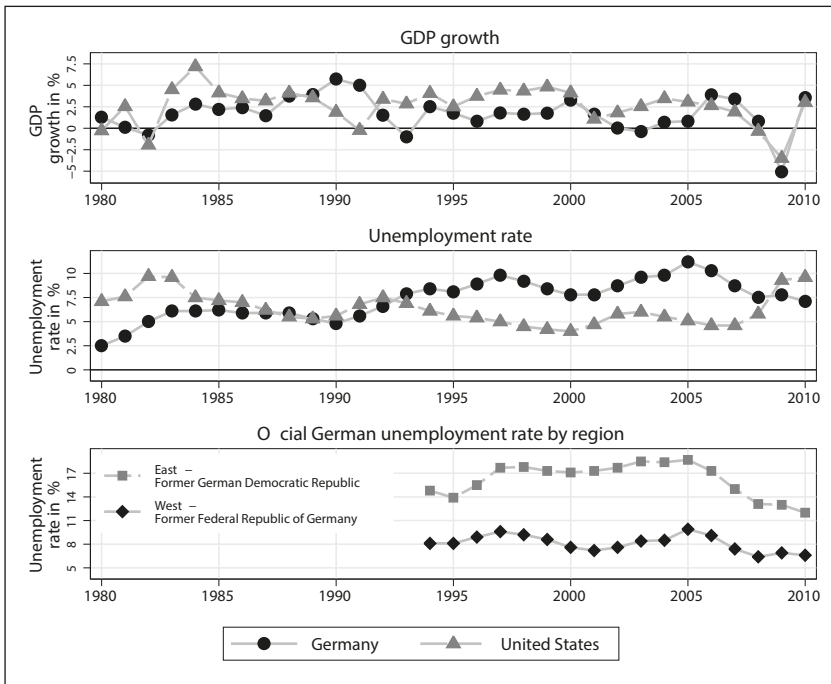 GDP growth
GDP
growth in %
7.5
5
2.5
0
−2.5
−5
1980 1985 1990 1995 2000 2005 2010
Unemployment rate
Unemployment
rate in %
10
7.5
5
2.5
0
1980 1985 1990 1995 2000 2005 2010
O cial German unemployment rate by region
Unemployment
rate in %
17
14
11
8
5
East –
Former German Democratic Republic
West –
Former Federal Republic of Germany
1980 1985 1990 1995 2000 2005 2010
Germany United States